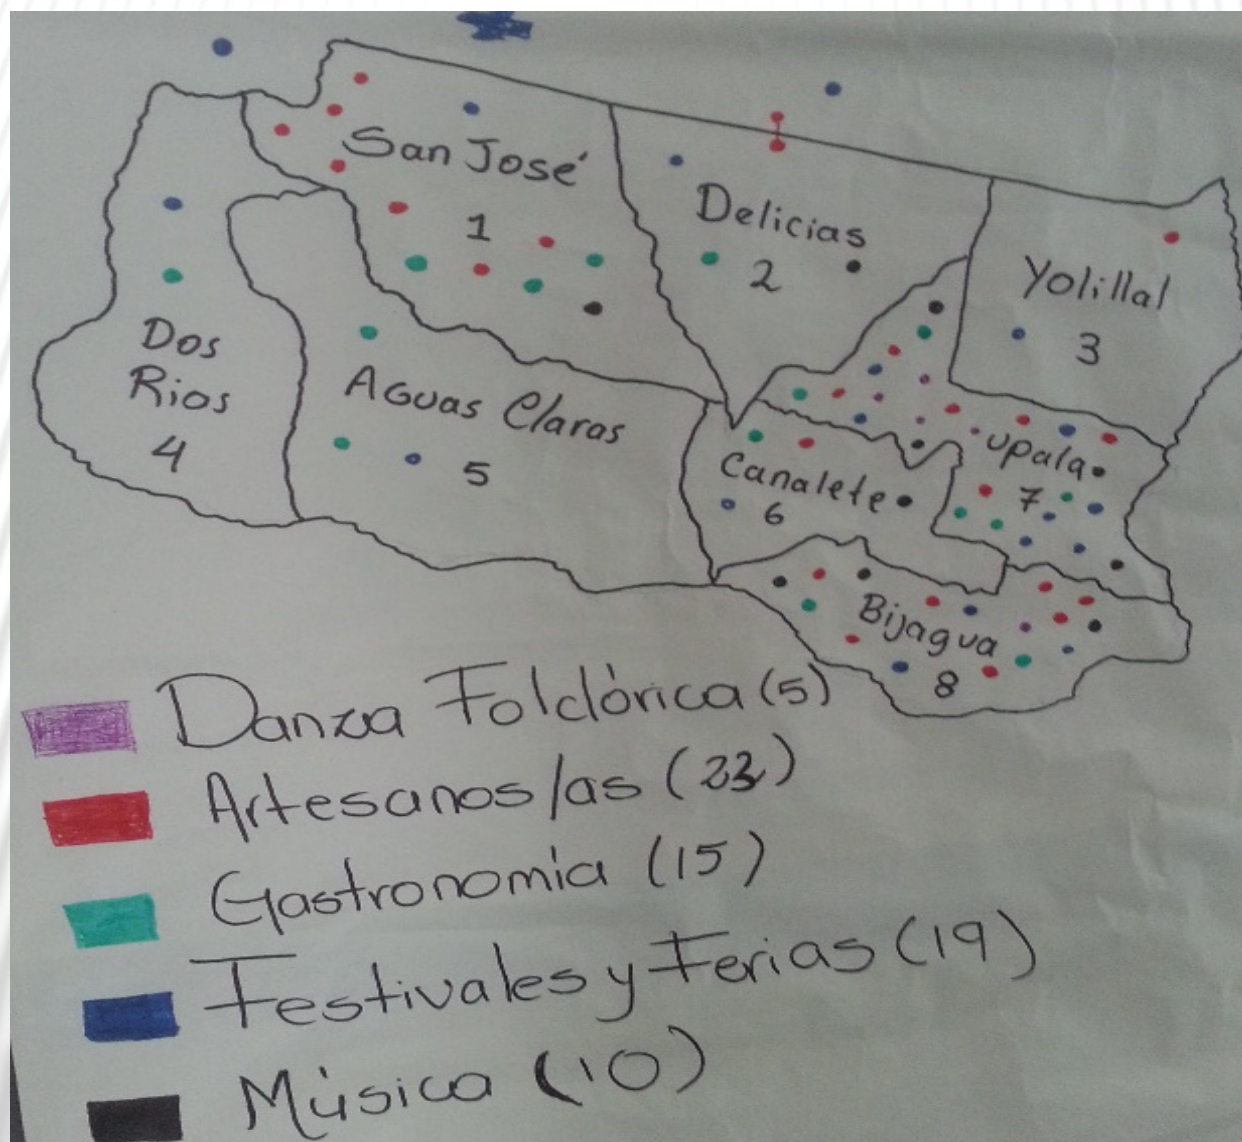 San José
1
Delicias
2
Yolillal
3
Dos
Rios
4
Aguas Claras
5
Canalete
6
Upala
7
Bijagua
8
Danza Folclórica (5)
Artesanos/as (23)
Gastronomía (15)
Festivales y Ferias (19)
Música (10)